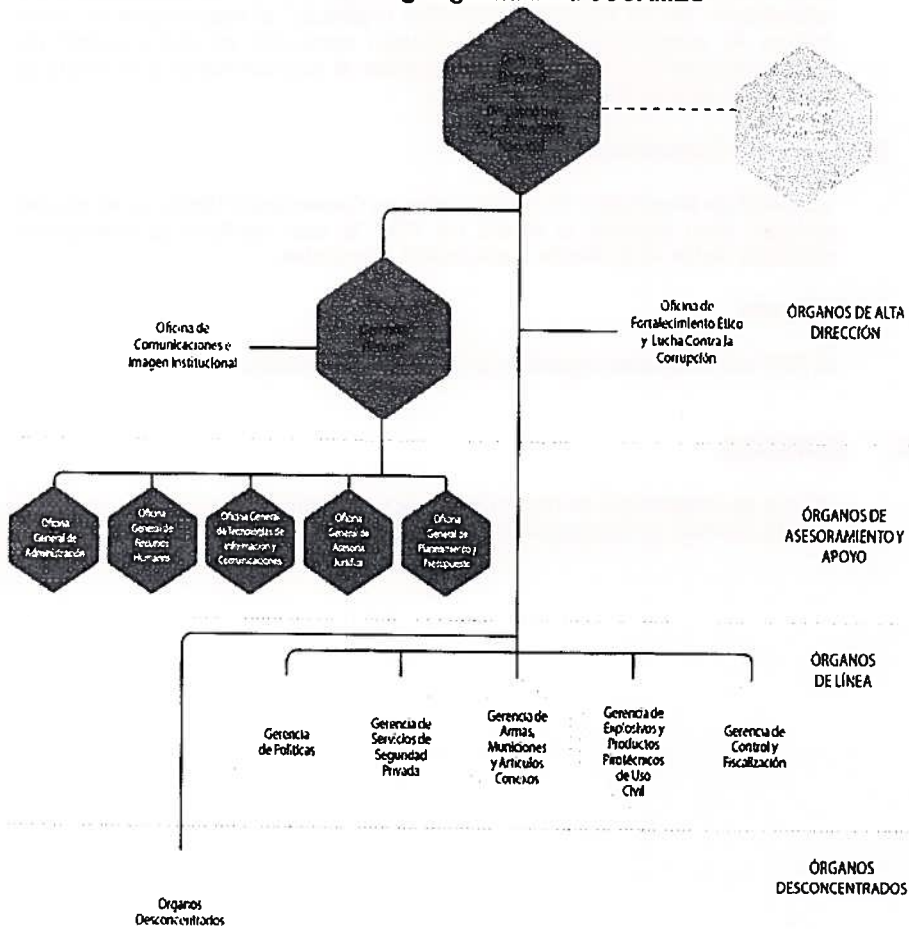 Oficina de
Comunicaciones e
Imagen Institucional
Oficina de
Fortalecimiento Ético
y Lucha Contra la
Corrupción
ÓRGANOS DE ALTA
DIRECCIÓN
Oficina
General de
Administración
Oficina
General de
Recursos
Humanos
Oficina General
de Tecnologías de
Información y
Comunicaciones
Oficina
General de
Asesoría
Jurídica
Oficina
General de
Planeamiento y
Presupuesto
ÓRGANOS DE
ASESORAMIENTO Y
APOYO
ÓRGANOS
DE LÍNEA
Gerencia
de Políticas
Gerencia de
Servicios de
Seguridad
Privada
Gerencia de
Armas,
Municiones
y Artículos
Conexos
Gerencia de
Explosivos y
Productos
Pirotécnicos
de Uso
Civil
Gerencia de
Control y
Fiscalización
ÓRGANOS
DESCONCENTRADOS
Órganos
Desconcentrados